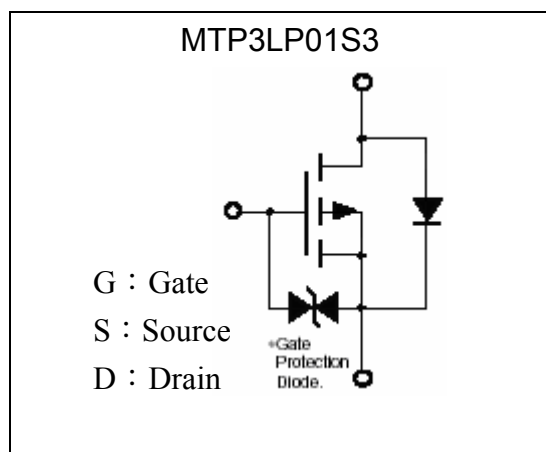 MTP3LP01S3
G：Gate
S：Source
D：Drain
*Gate
Protection
Diode.